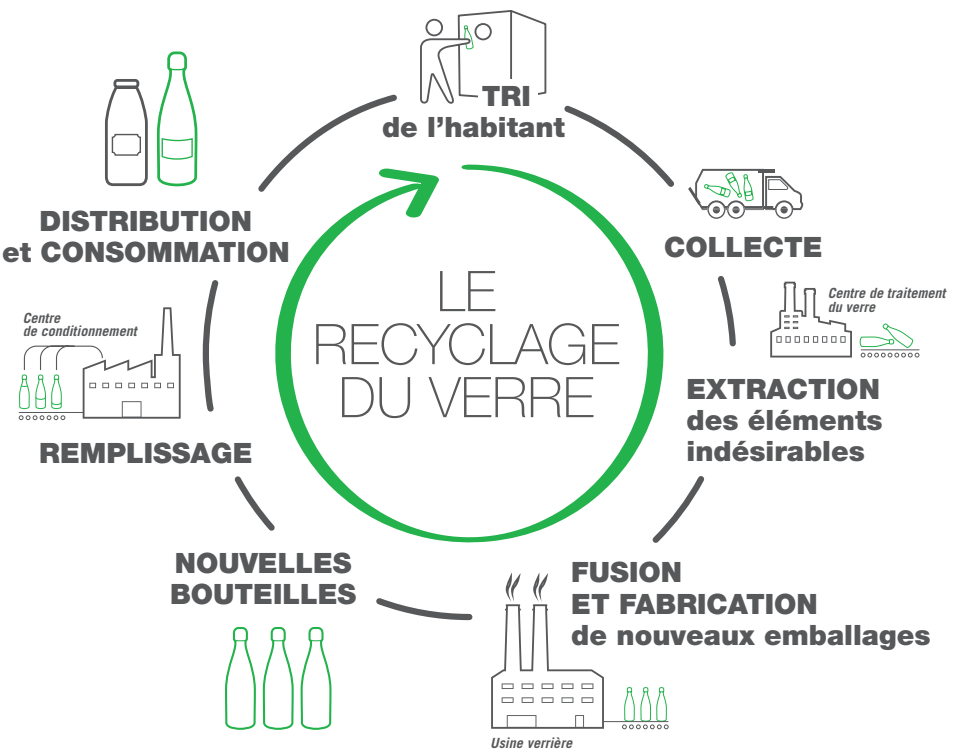 LE
RECYCLAGE
DU VERRE
TRI
de l'habitant
COLLECTE
Centre de traitement
du verre
EXTRACTION
des éléments
indésirables
FUSION
ET FABRICATION
de nouveaux emballages
Usine verrière
NOUVELLES
BOUTEILLES
Centre
de conditionnement
REMPLISSAGE
DISTRIBUTION
et CONSOMMATION